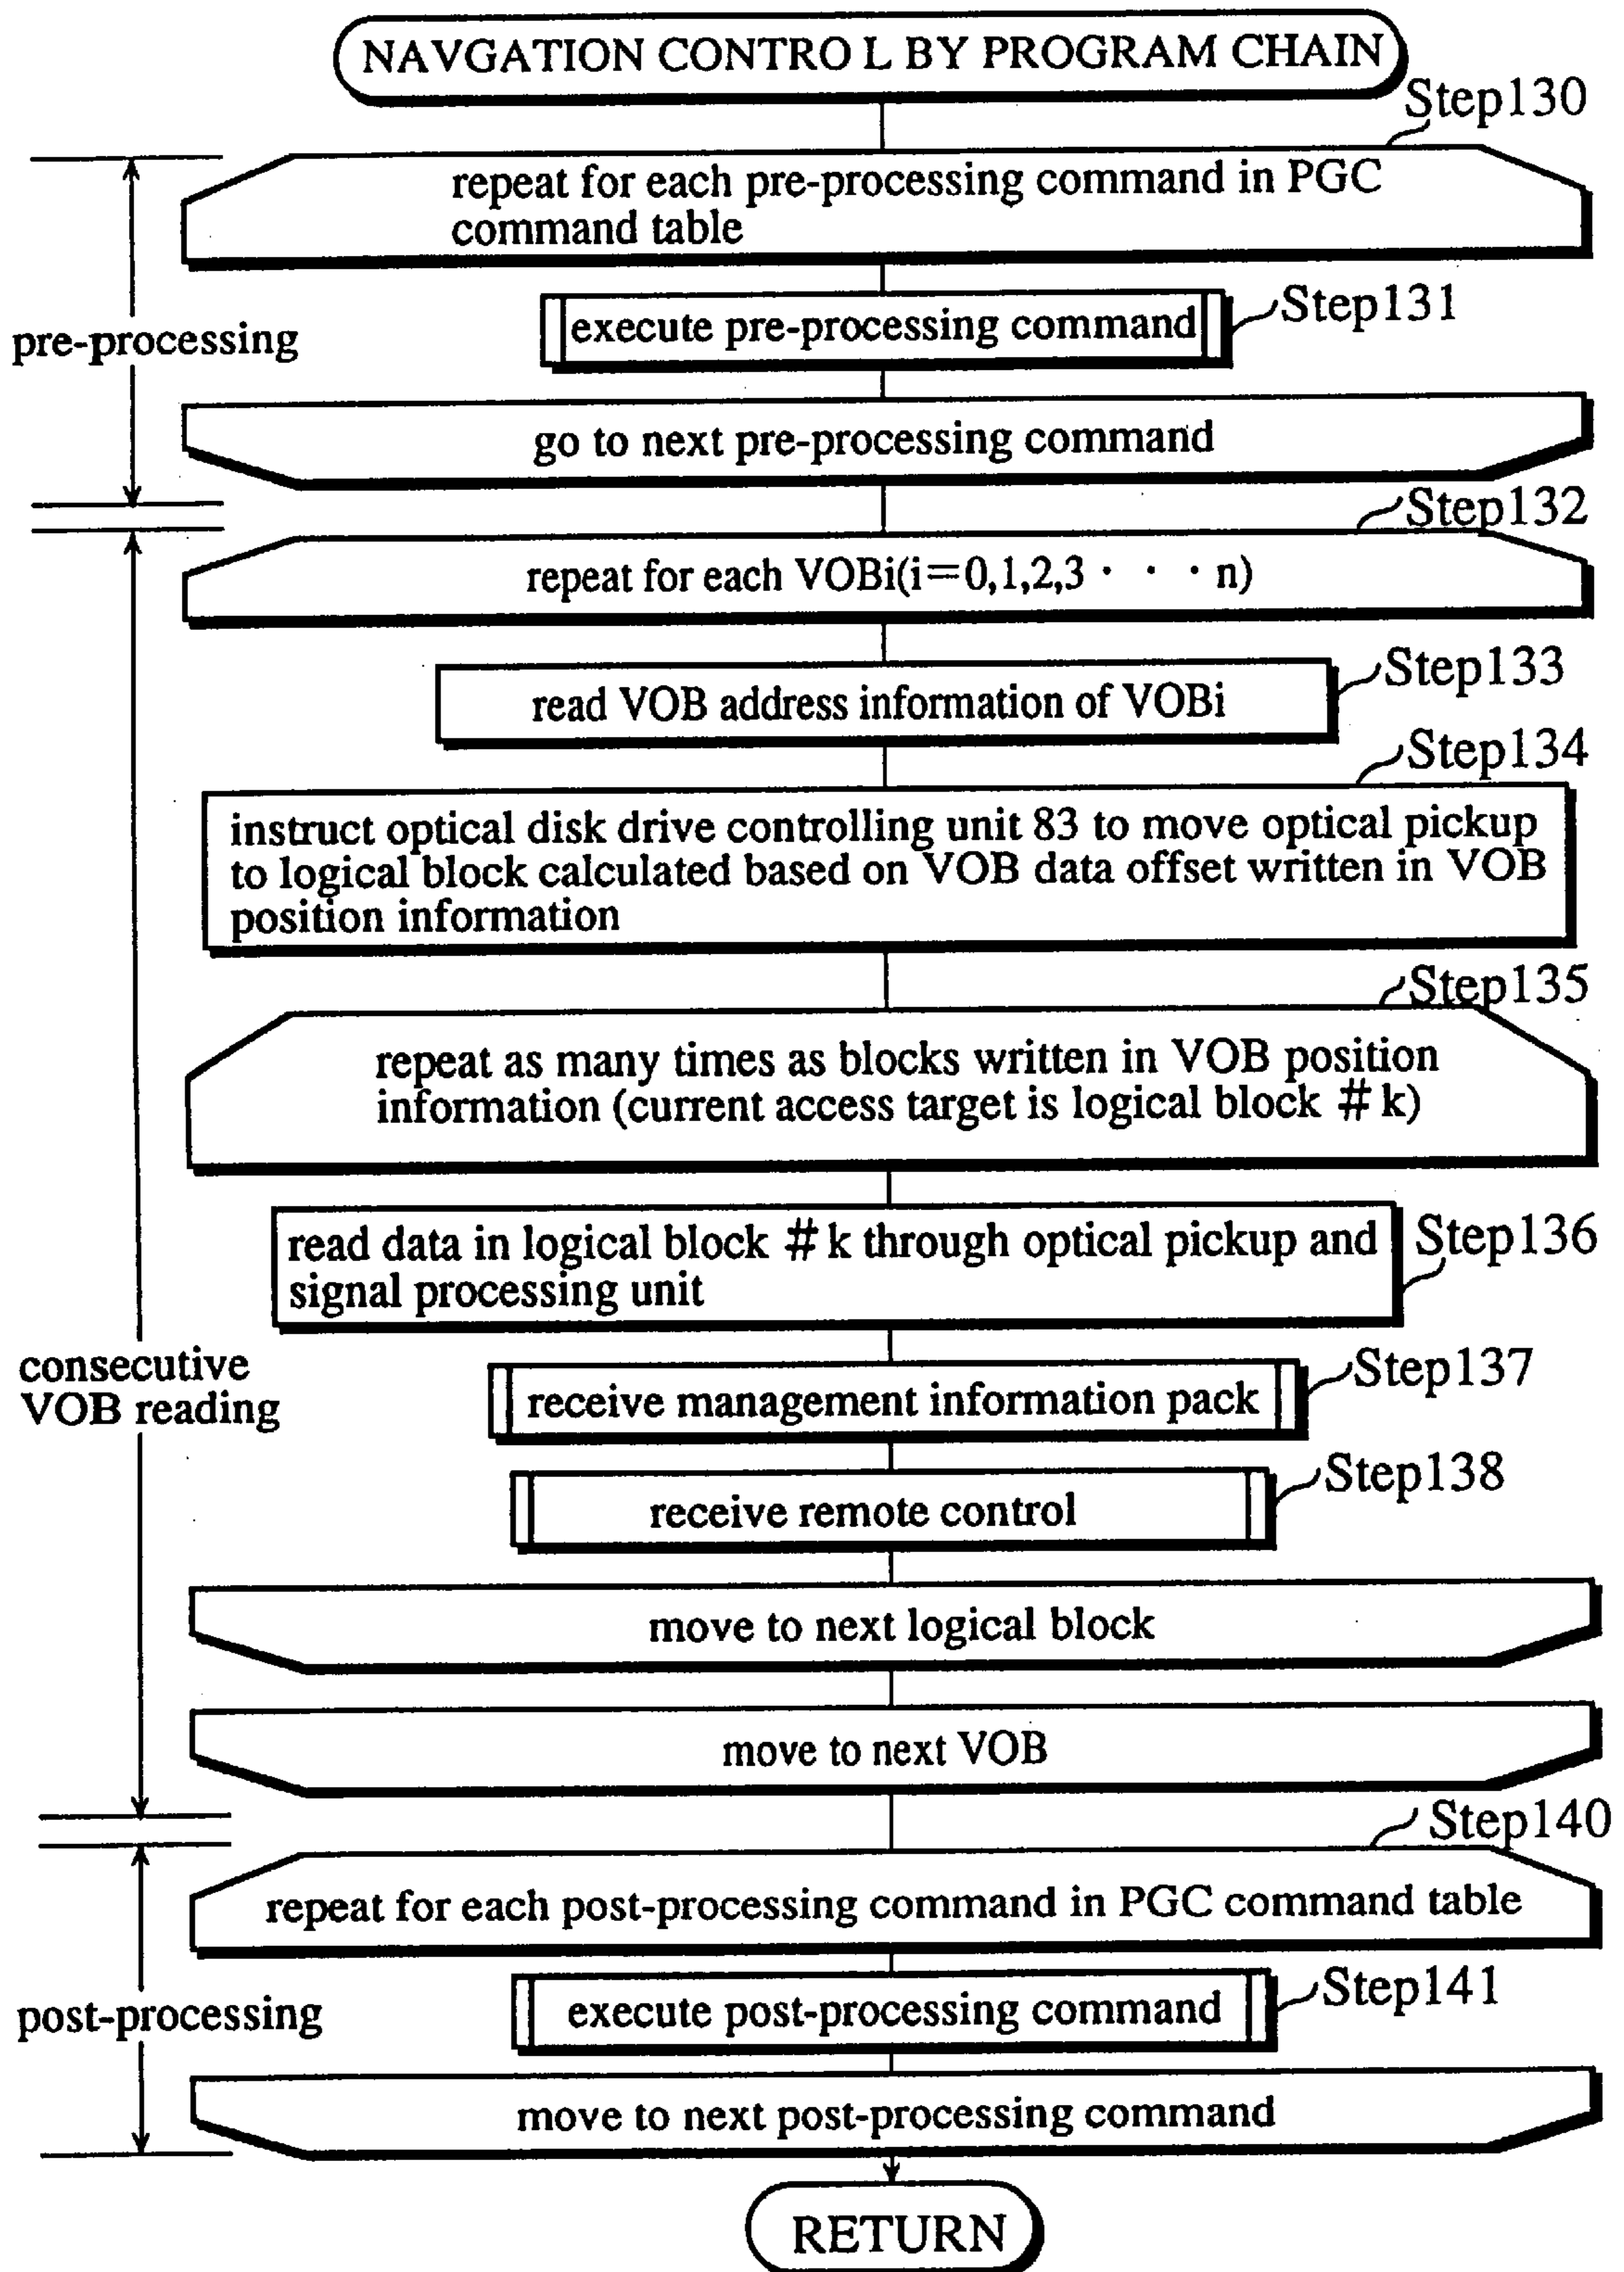 NAVGATION CONTRO L BY PROGRAM CHAIN
Step130
repeat for each pre-processing command in PGC
command table
execute pre-processing command
Step131
pre-processing
go to next pre-processing command
Step132
repeat for each VOBi(i=0,1,2,3 · · · n)
Step133
read VOB address information of VOBi
Step134
instruct optical disk drive controlling unit 83 to move optical pickup
to logical block calculated based on VOB data offset written in VOB
position information
Step135
repeat as many times as blocks written in VOB position
information (current access target is logical block #k)
read data in logical block #k through optical pickup and
signal processing unit
Step136
consecutive
VOB reading
receive management information pack
Step137
receive remote control
Step138
move to next logical block
move to next VOB
Step140
repeat for each post-processing command in PGC command table
execute post-processing command
Step141
post-processing
move to next post-processing command
RETURN